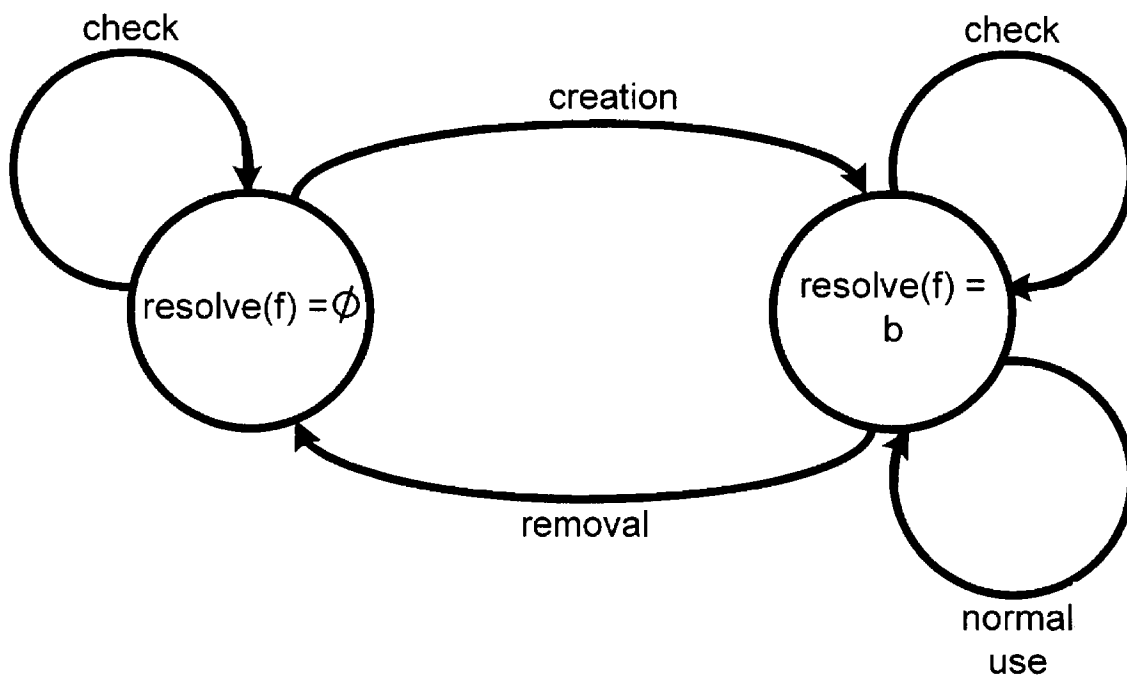 check
check
creation
resolve(f) =∅
resolve(f) =
b
removal
normal
use